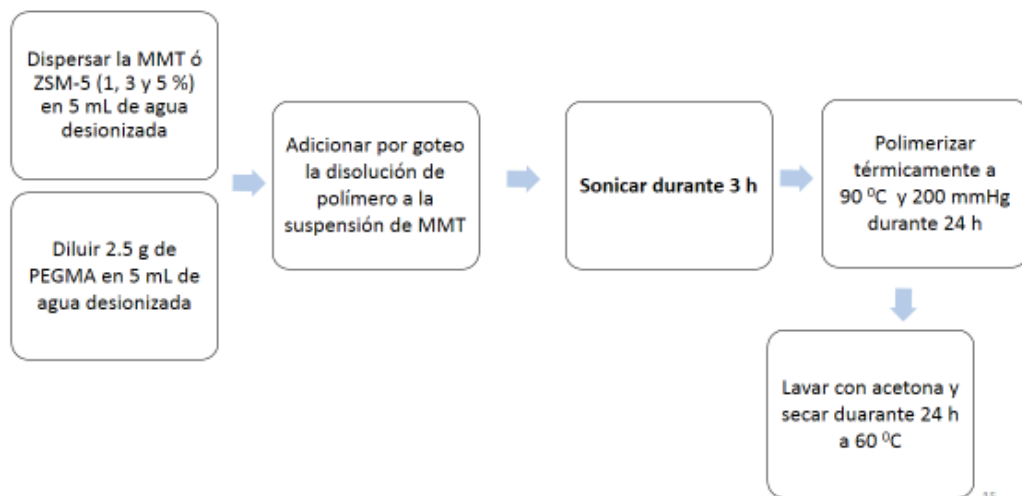 Dispersar la MMT ó
ZSM-5 (1, 3 y 5 %)
en 5 mL de agua
desionizada
Diluir 2.5 g de
PEGMA en 5 mL de
agua desionizada
Adicionar por goteo
la disolución de
polímero a la
suspensión de MMT
Sonicar durante 3 h
Polimerizar
térmicamente a
90 ⁰C y 200 mmHg
durante 24 h
Lavar con acetona y
secar duarante 24 h
a 60 ⁰C